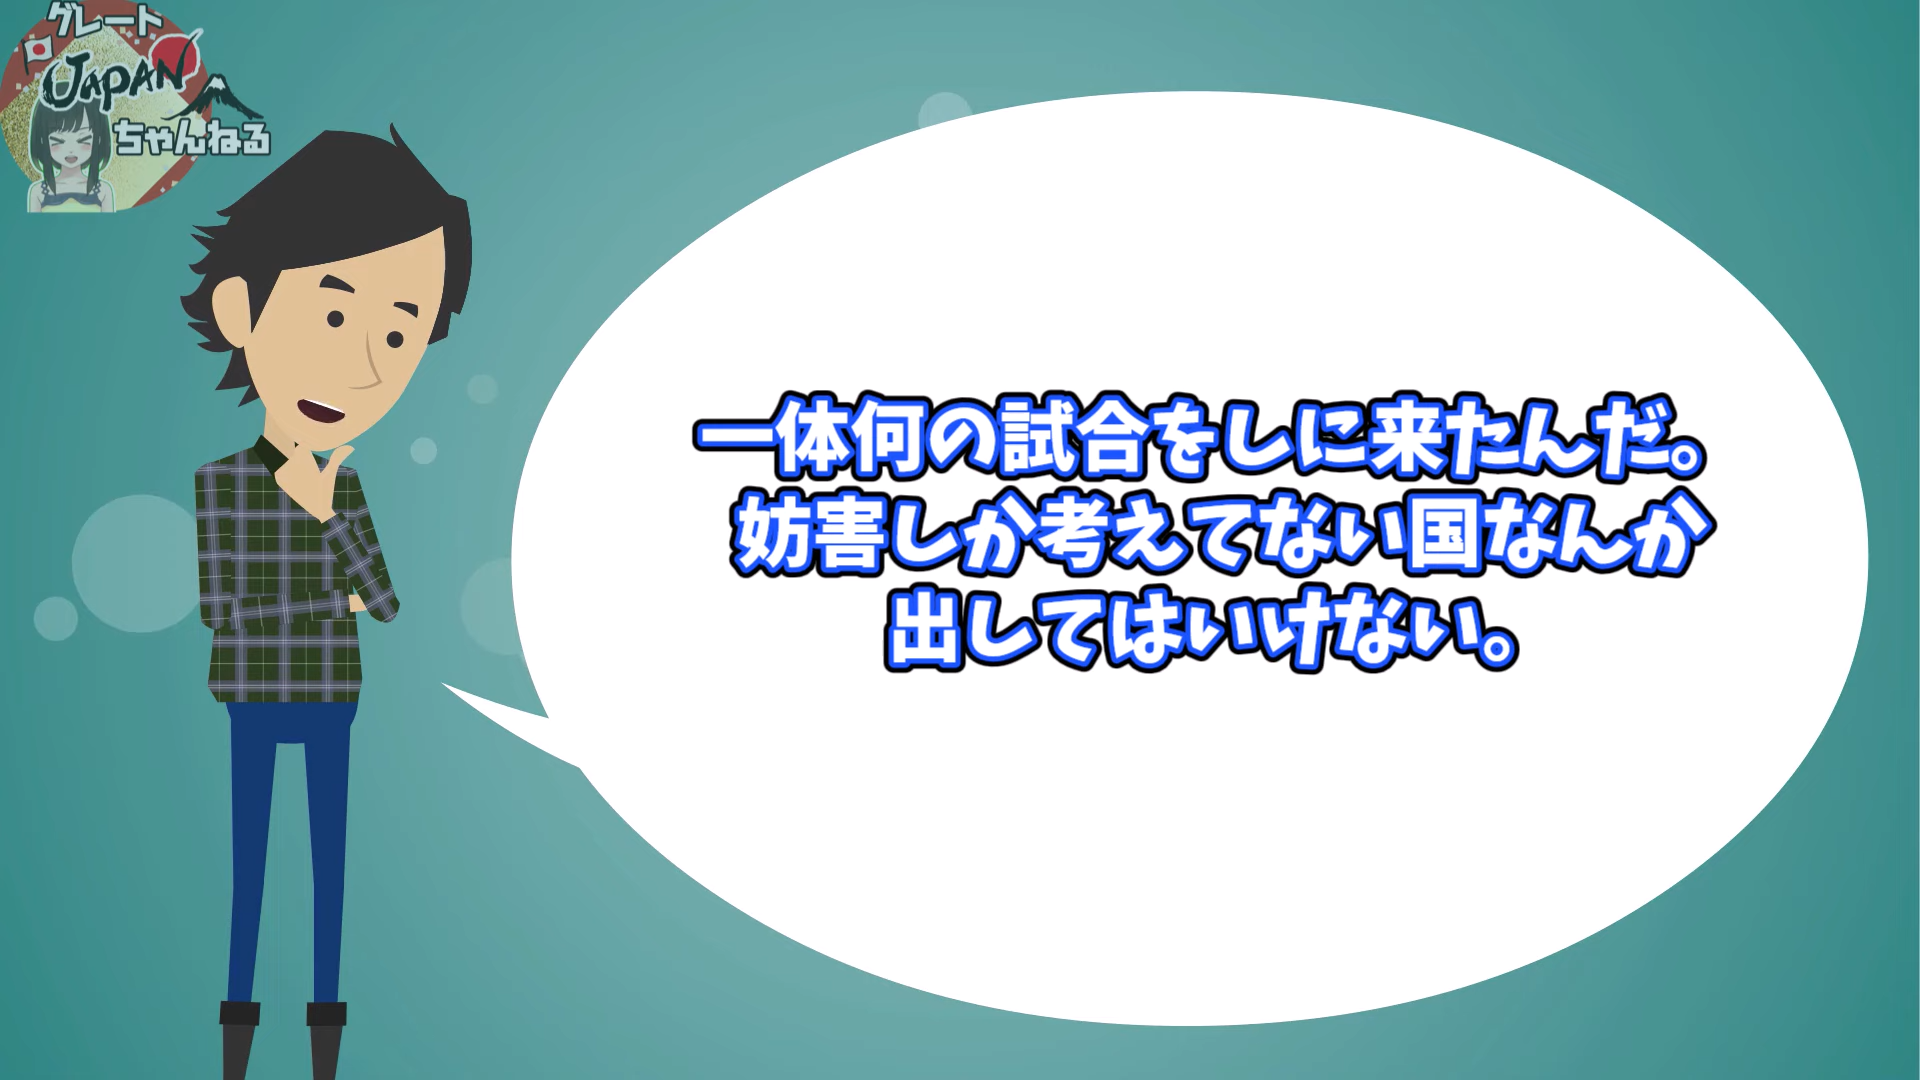 グレート
JAPAN
ちゃんねる
一体何の試合をしに来たんだ。
妨害しか考えてない国なんか
出してはいけない。